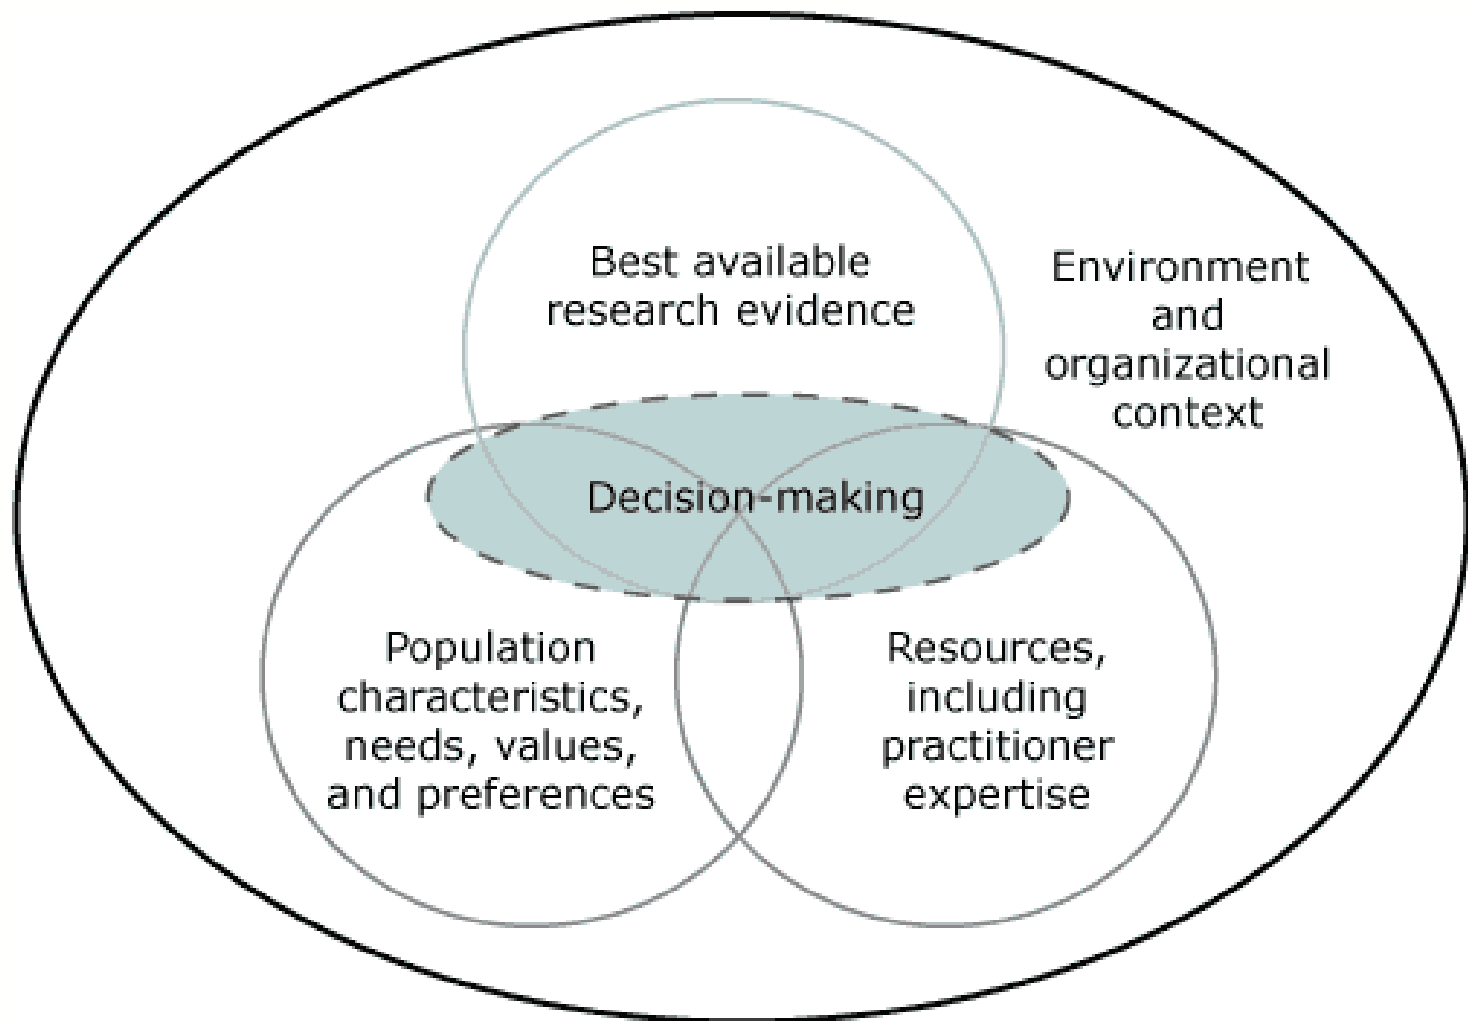 Best available
research evidence
Environment
and
organizational
context
Decision-making
Population
characteristics,
needs, values,
and preferences
Resources,
including
practitioner
expertise